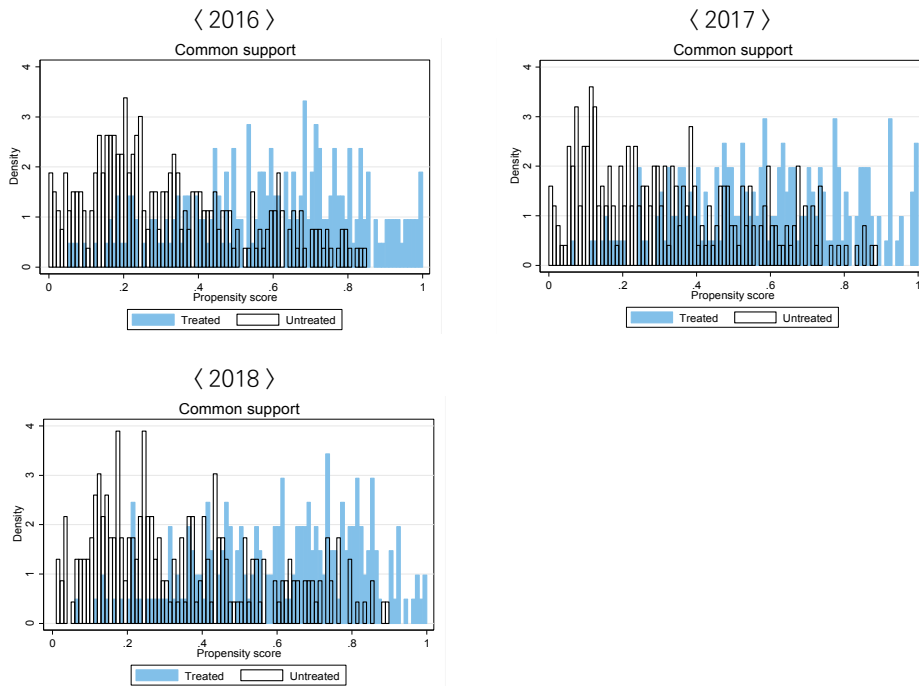 〈 2016 〉
Common support
4
3
2
1
0
Density
0 .2 .4 .6 .8 1
Propensity score
Treated Untreated
〈 2017 〉
Common support
4
3
2
1
0
Density
0 .2 .4 .6 .8 1
Propensity score
Treated Untreated
〈 2018 〉
Common support
4
3
2
1
0
Density
0 .2 .4 .6 .8 1
Propensity score
Treated Untreated